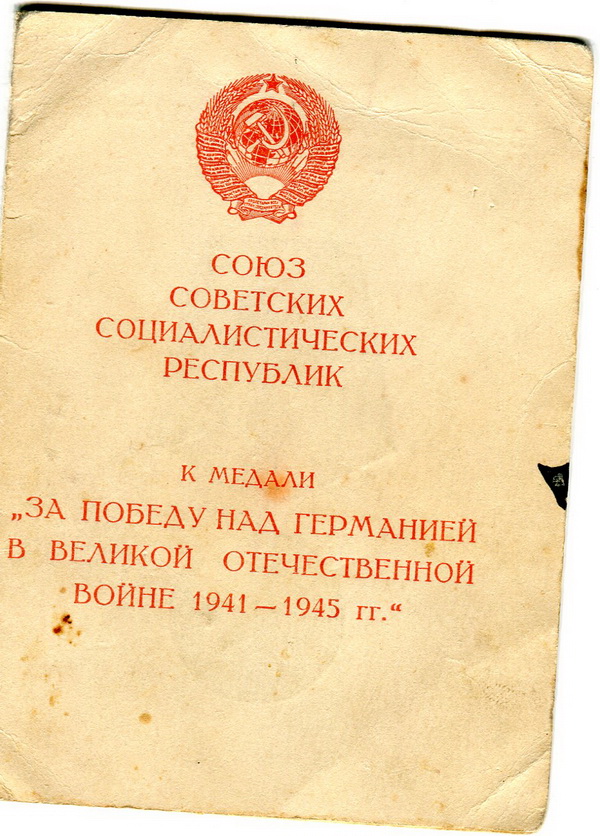 СОЮЗ
СОВЕТСКИХ
СОЦИАЛИСТИЧЕСКИХ
РЕСПУБЛИК
К МЕДАЛИ
„ЗА ПОБЕДУ НАД ГЕРМАНИЕЙ
В ВЕЛИКОЙ ОТЕЧЕСТВЕННОЙ
ВОЙНЕ 1941 — 1945 гг.“